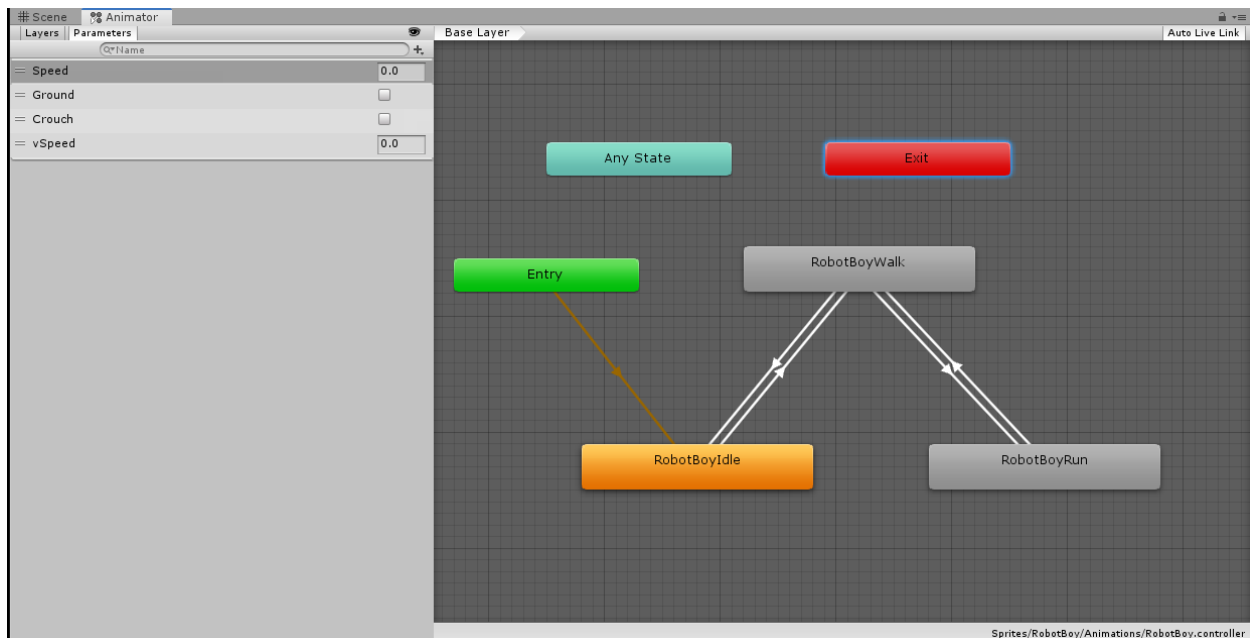 Scene Animator
Layers Parameters
Name
Speed 0.0
Ground
Crouch
vSpeed 0.0
Base Layer Auto Live Link
Any State Exit
RobotBoyWalk
Entry
RobotBoyIdle RobotBoyRun
Sprites/RobotBoy/Animations/RobotBoy.controller